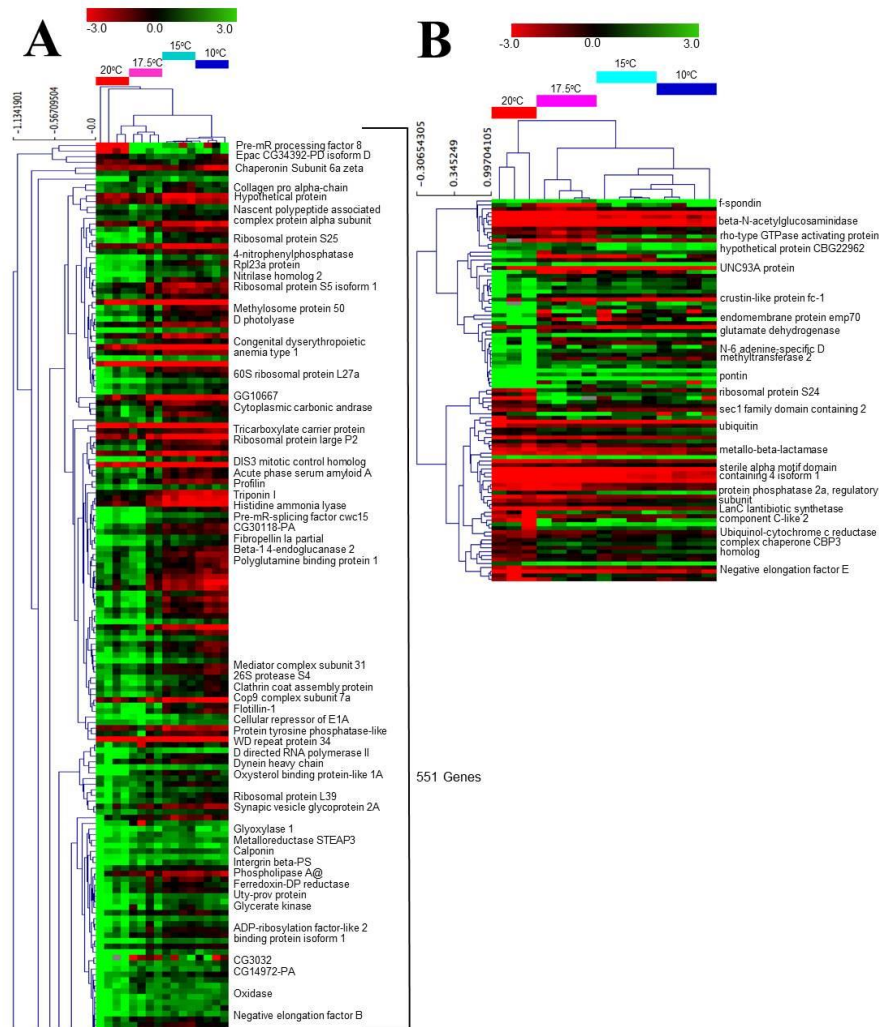 A
-3.0
0.0
3.0
20ºC
17.5ºC
15ºC
10ºC
-1.1341901
-0.56709504
-0.0
Pre-mR processing factor 8
Epac CG34392-PD isoform D
Chaperonin Subunit 6a zeta
Collagen pro alpha-chain
Hypothetical protein
Nascent polypeptide associated
complex protein alpha subunit
Ribosomal protein S25
4-nitrophenylphosphatase
Rpl23a protein
Nitrilase homolog 2
Ribosomal protein S5 isoform 1
Methylosome protein 50
D photolyase
Congenital dyserythropoietic
anemia type 1
60S ribosomal protein L27a
GG10667
Cytoplasmic carbonic andrase
Tricarboxylate carrier protein
Ribosomal protein large P2
DIS3 mitotic control homolog
Acute phase serum amyloid A
Profilin
Triponin I
Histidine ammonia lyase
Pre-mR-splicing factor cwc15
CG30118-PA
Fibropellin Ia partial
Beta-1 4-endoglucanase 2
Polyglutamine binding protein 1
Mediator complex subunit 31
26S protease S4
Clathrin coat assembly protein
Cop9 complex subunit 7a
Flotillin-1
Cellular repressor of E1A
Protein tyrosine phosphatase-like
WD repeat protein 34
D directed RNA polymerase II
Dynein heavy chain
Oxysterol binding protein-like 1A
Ribosomal protein L39
Synapic vesicle glycoprotein 2A
Glyoxylase 1
Metalloreductase STEAP3
Calponin
Intergrin beta-PS
Phospholipase A@
Ferredoxin-DP reductase
Uty-prov protein
Glycerate kinase
ADP-ribosylation factor-like 2
binding protein isoform 1
CG3032
CG14972-PA
Oxidase
Negative elongation factor B
551 Genes
B
-3.0
0.0
3.0
20ºC
17.5ºC
15ºC
10ºC
-0.30654305
0.345249
0.99704105
f-spondin
beta-N-acetylglucosaminidase
rho-type GTPase activating protein
hypothetical protein CBG22962
UNC93A protein
crustin-like protein fc-1
endomembrane protein emp70
glutamate dehydrogenase
N-6 adenine-specific D
methyltransferase 2
pontin
ribosomal protein S24
sec1 family domain containing 2
ubiquitin
metallo-beta-lactamase
sterile alpha motif domain
containing 4 isoform 1
protein phosphatase 2a, regulatory
subunit
LanC lantibiotic synthetase
component C-like 2
Ubiquinol-cytochrome c reductase
complex chaperone CBP3
homolog
Negative elongation factor E